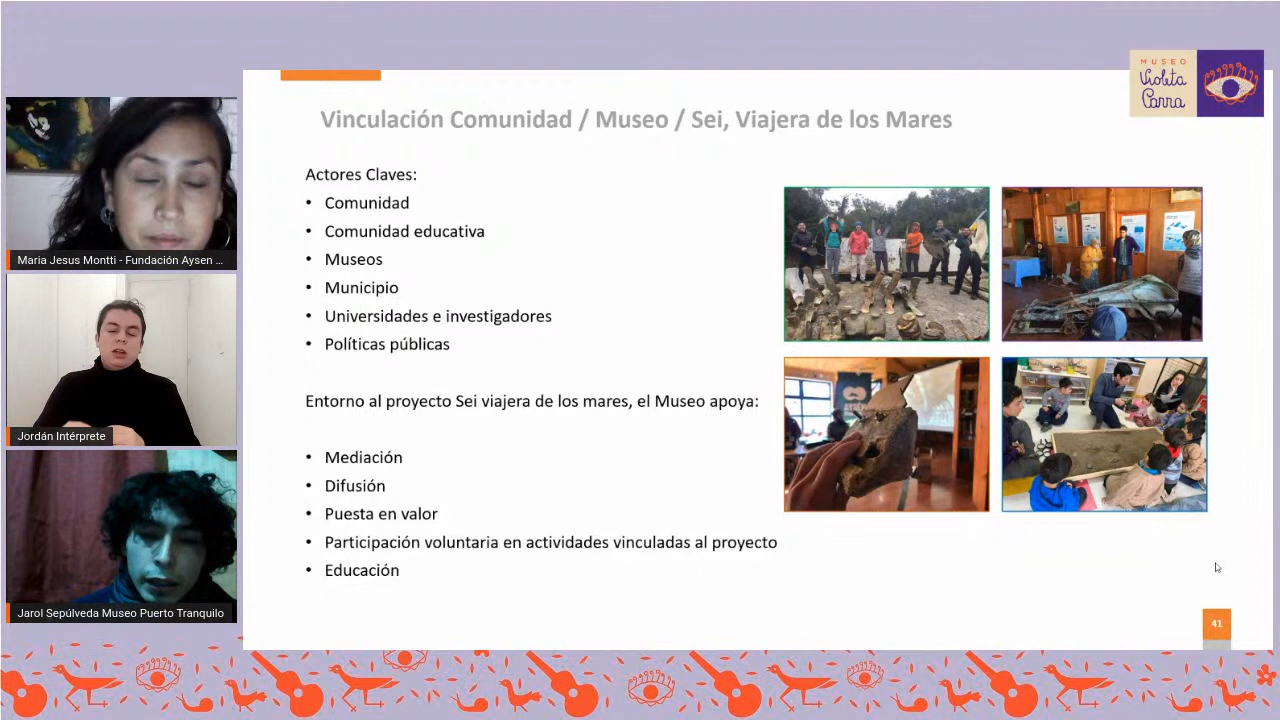 MUSEO
Violeta
Parra
Vinculación Comunidad / Museo / Sei, Viajera de los Mares
Actores Claves:
• Comunidad
• Comunidad educativa
• Museos
• Municipio
• Universidades e investigadores
• Políticas públicas
Entorno al proyecto Sei viajera de los mares, el Museo apoya:
• Mediación
• Difusión
• Puesta en valor
• Participación voluntaria en actividades vinculadas al proyecto
• Educación
41
Maria Jesus Montti - Fundación Aysen ...
Jordán Intérprete
Jarol Sepúlveda Museo Puerto Tranquilo